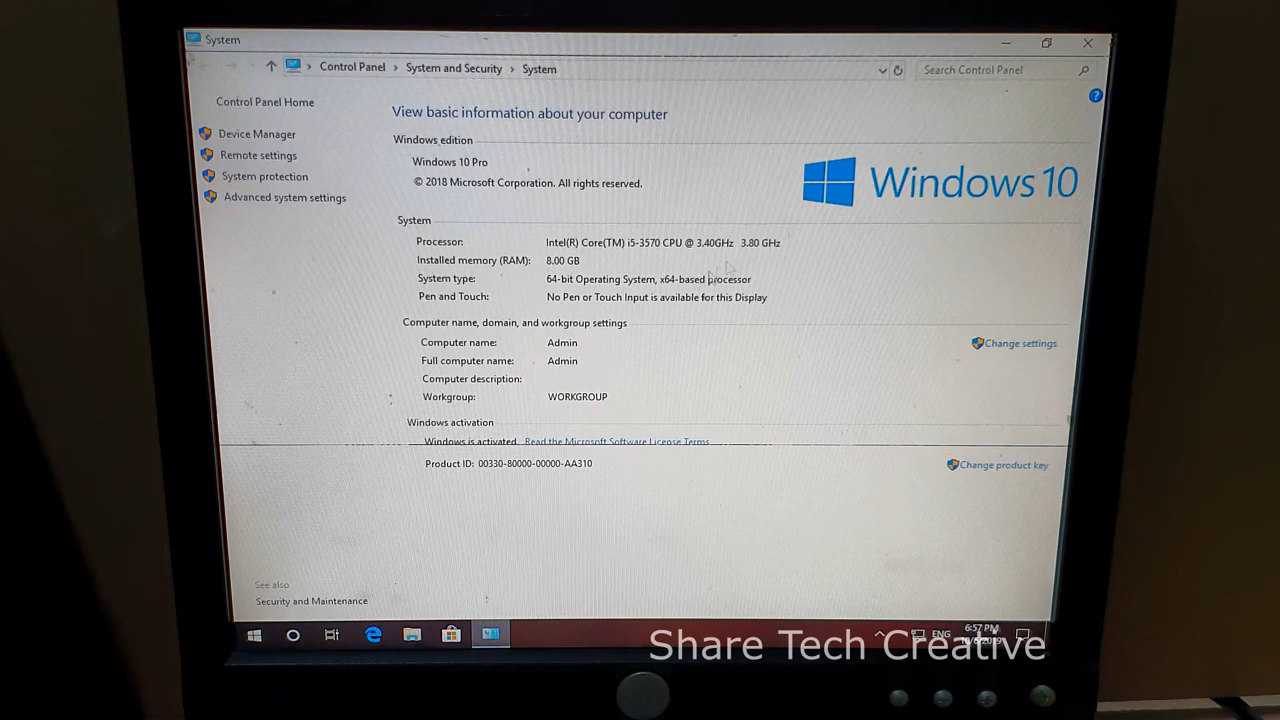 System
Control Panel > System and Security > System
Search Control Panel
Control Panel Home
Device Manager
Remote settings
System protection
Advanced system settings
View basic information about your computer
Windows edition
Windows 10 Pro
© 2018 Microsoft Corporation. All rights reserved.
Windows 10
System
Processor: Intel(R) Core(TM) i5-3570 CPU @ 3.40GHz 3.80 GHz
Installed memory (RAM): 8.00 GB
System type: 64-bit Operating System, x64-based processor
Pen and Touch: No Pen or Touch Input is available for this Display
Computer name, domain, and workgroup settings
Computer name: Admin
Change settings
Full computer name: Admin
Computer description:
Workgroup: WORKGROUP
Windows activation
Windows is activated Read the Microsoft Software License Terms
Product ID: 00330-80000-00000-AA310
Change product key
See also
Security and Maintenance
ENG
6:57 PM
Share Tech Creative